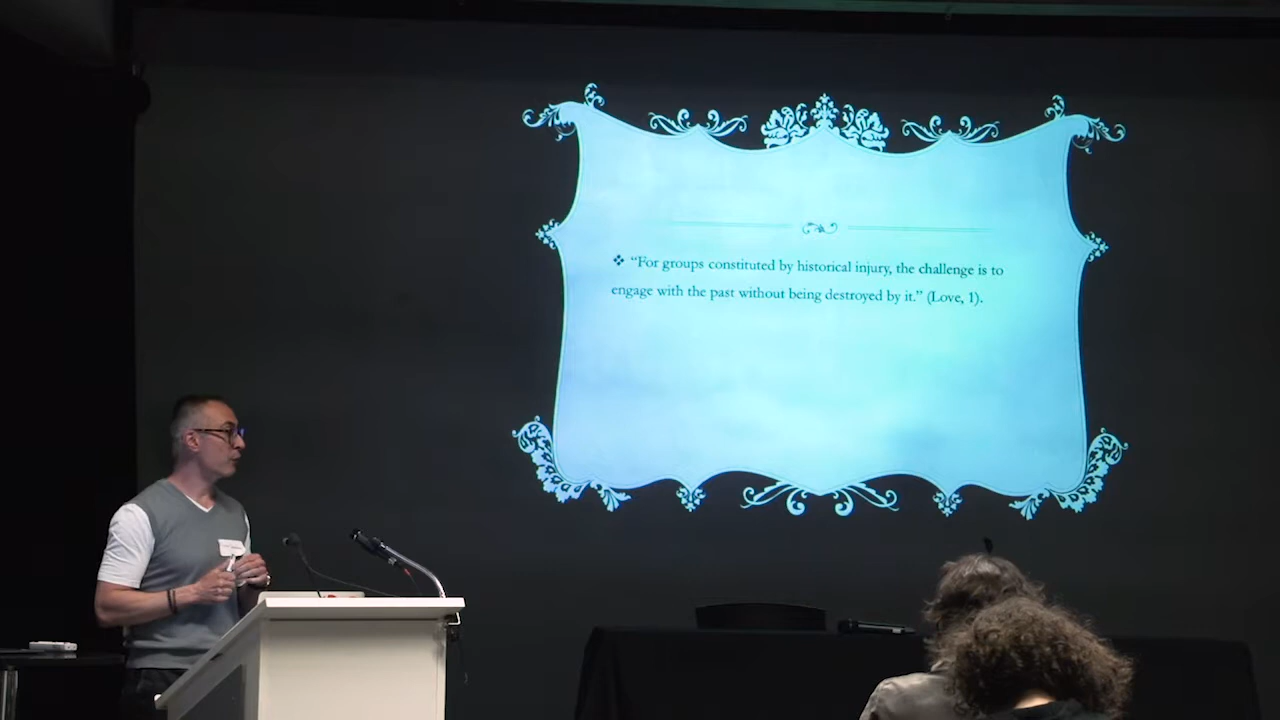 ❖ “For groups constituted by historical injury, the challenge is to
engage with the past without being destroyed by it.” (Love, 1).